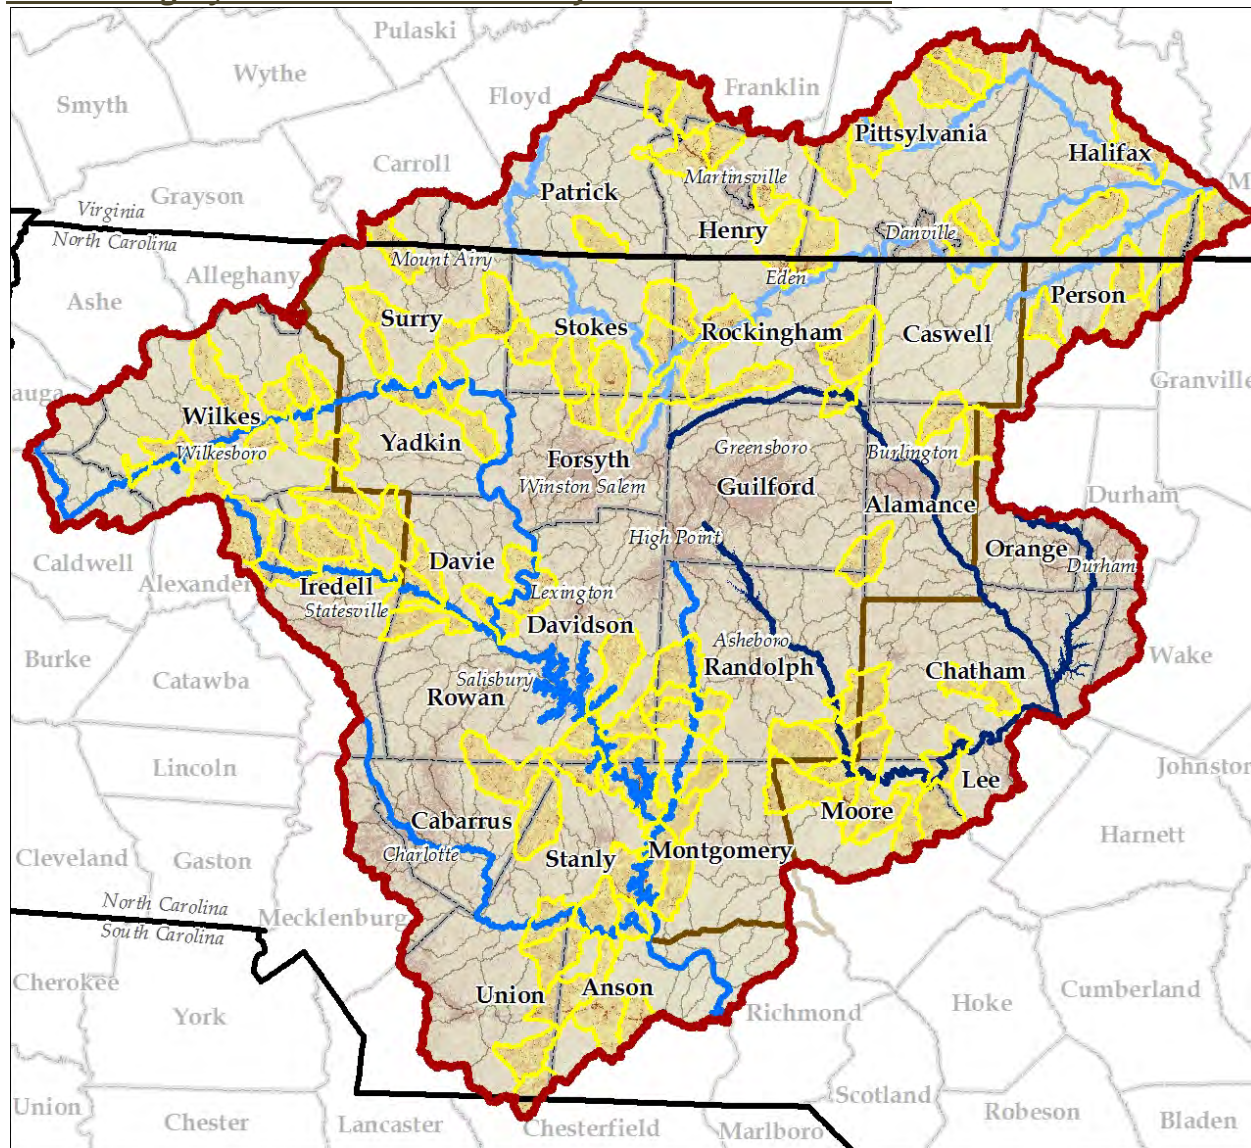 Pulaski
Wythe
Smyth
Floyd
Franklin
Pittsylvania
Halifax
Carroll
Patrick
Martinsville
Grayson
Virginia
North Carolina
Henry
Danville
Mount Airy
Alleghany
Eden
Ashe
Person
Surry
Stokes
Rockingham
Caswell
Granville
auga
Wilkes
Yadkin
Wilkesboro
Forsyth
Winston Salem
Greensboro
Guilford
Burlington
Alamance
Durham
High Point
Orange
Durham
Caldwell
Alexander
Davie
Iredell
Statesville
Lexington
Davidson
Asheboro
Randolph
Chatham
Wake
Burke
Catawba
Salisbury
Rowan
Lincoln
Lee
Johnston
Cabarrus
Charlotte
Moore
Harnett
Cleveland
Gaston
Stanly
Montgomery
North Carolina
South Carolina
Mecklenburg
Cherokee
York
Union
Anson
Richmond
Hoke
Cumberland
Scotland
Union
Chester
Lancaster
Chesterfield
Marlboro
Robeson
Bladen